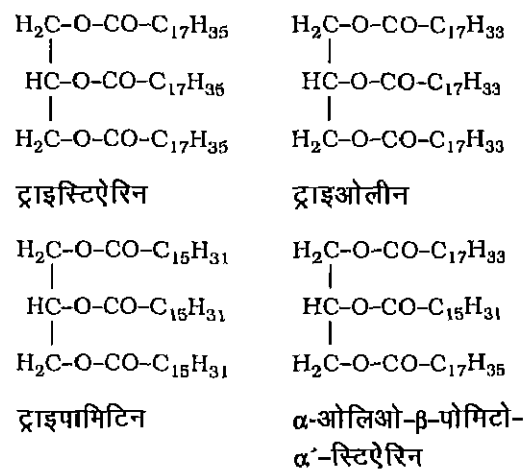 H₂C-O-CO-C₁₇H₃₅
HC-O-CO-C₁₇H₃₅
H₂C-O-CO-C₁₇H₃₅
ट्राइस्टिऐरिन
H₂C-O-CO-C₁₇H₃₃
HC-O-CO-C₁₇H₃₃
H₂C-O-CO-C₁₇H₃₃
ट्राइओलीन
H₂C-O-CO-C₁₅H₃₁
HC-O-CO-C₁₅H₃₁
H₂C-O-CO-C₁₅H₃₁
ट्राइपामिटिन
H₂C-O-CO-C₁₇H₃₃
HC-O-CO-C₁₅H₃₁
H₂C-O-CO-C₁₇H₃₅
α-ओलिओ-β-पोमिटो-
α′-स्टिऐरिन